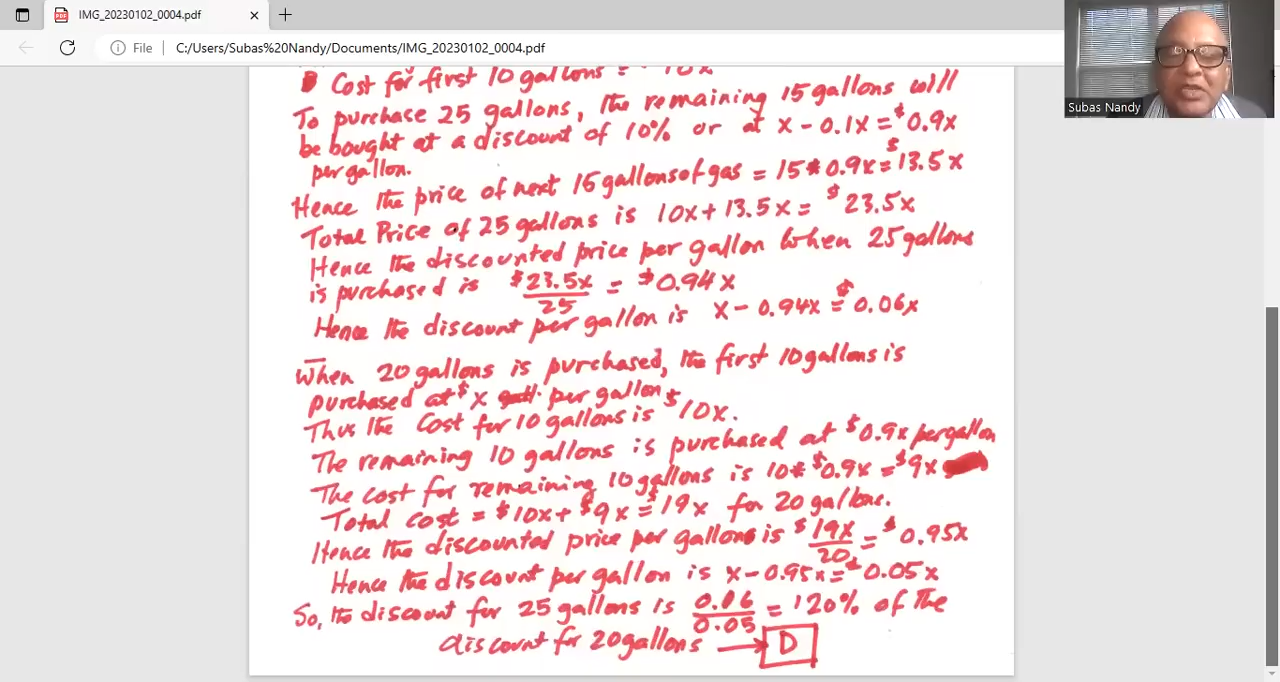 IMG_20230102_0004.pdf
File
C:/Users/Subas%20Nandy/Documents/IMG_20230102_0004.pdf
Subas Nandy
Cost for first 10 gallons = 10x
To purchase 25 gallons, the remaining 15 gallons will
be bought at a discount of 10% or at x - 0.1x = $0.9x
per gallon.
Hence the price of next 15 gallons of gas = 15*0.9x = $13.5x
Total Price of 25 gallons is 10x + 13.5x = $23.5x
Hence the discounted price per gallon when 25 gallons
is purchased is $23.5x/25 = $0.94x
Hence the discount per gallon is x - 0.94x = $0.06x
When 20 gallons is purchased, the first 10 gallons is
purchased at $x per gallon
Thus the cost for 10 gallons is $10x.
The remaining 10 gallons is purchased at $0.9x per gallon
The cost for remaining 10 gallons is 10*$0.9x = $9x
Total cost = $10x + $9x = $19x for 20 gallons.
Hence the discounted price per gallon is $19x/20 = $0.95x
Hence the discount per gallon is x - 0.95x = $0.05x
So, the discount for 25 gallons is 0.06/0.05 = 120% of the
discount for 20 gallons → D